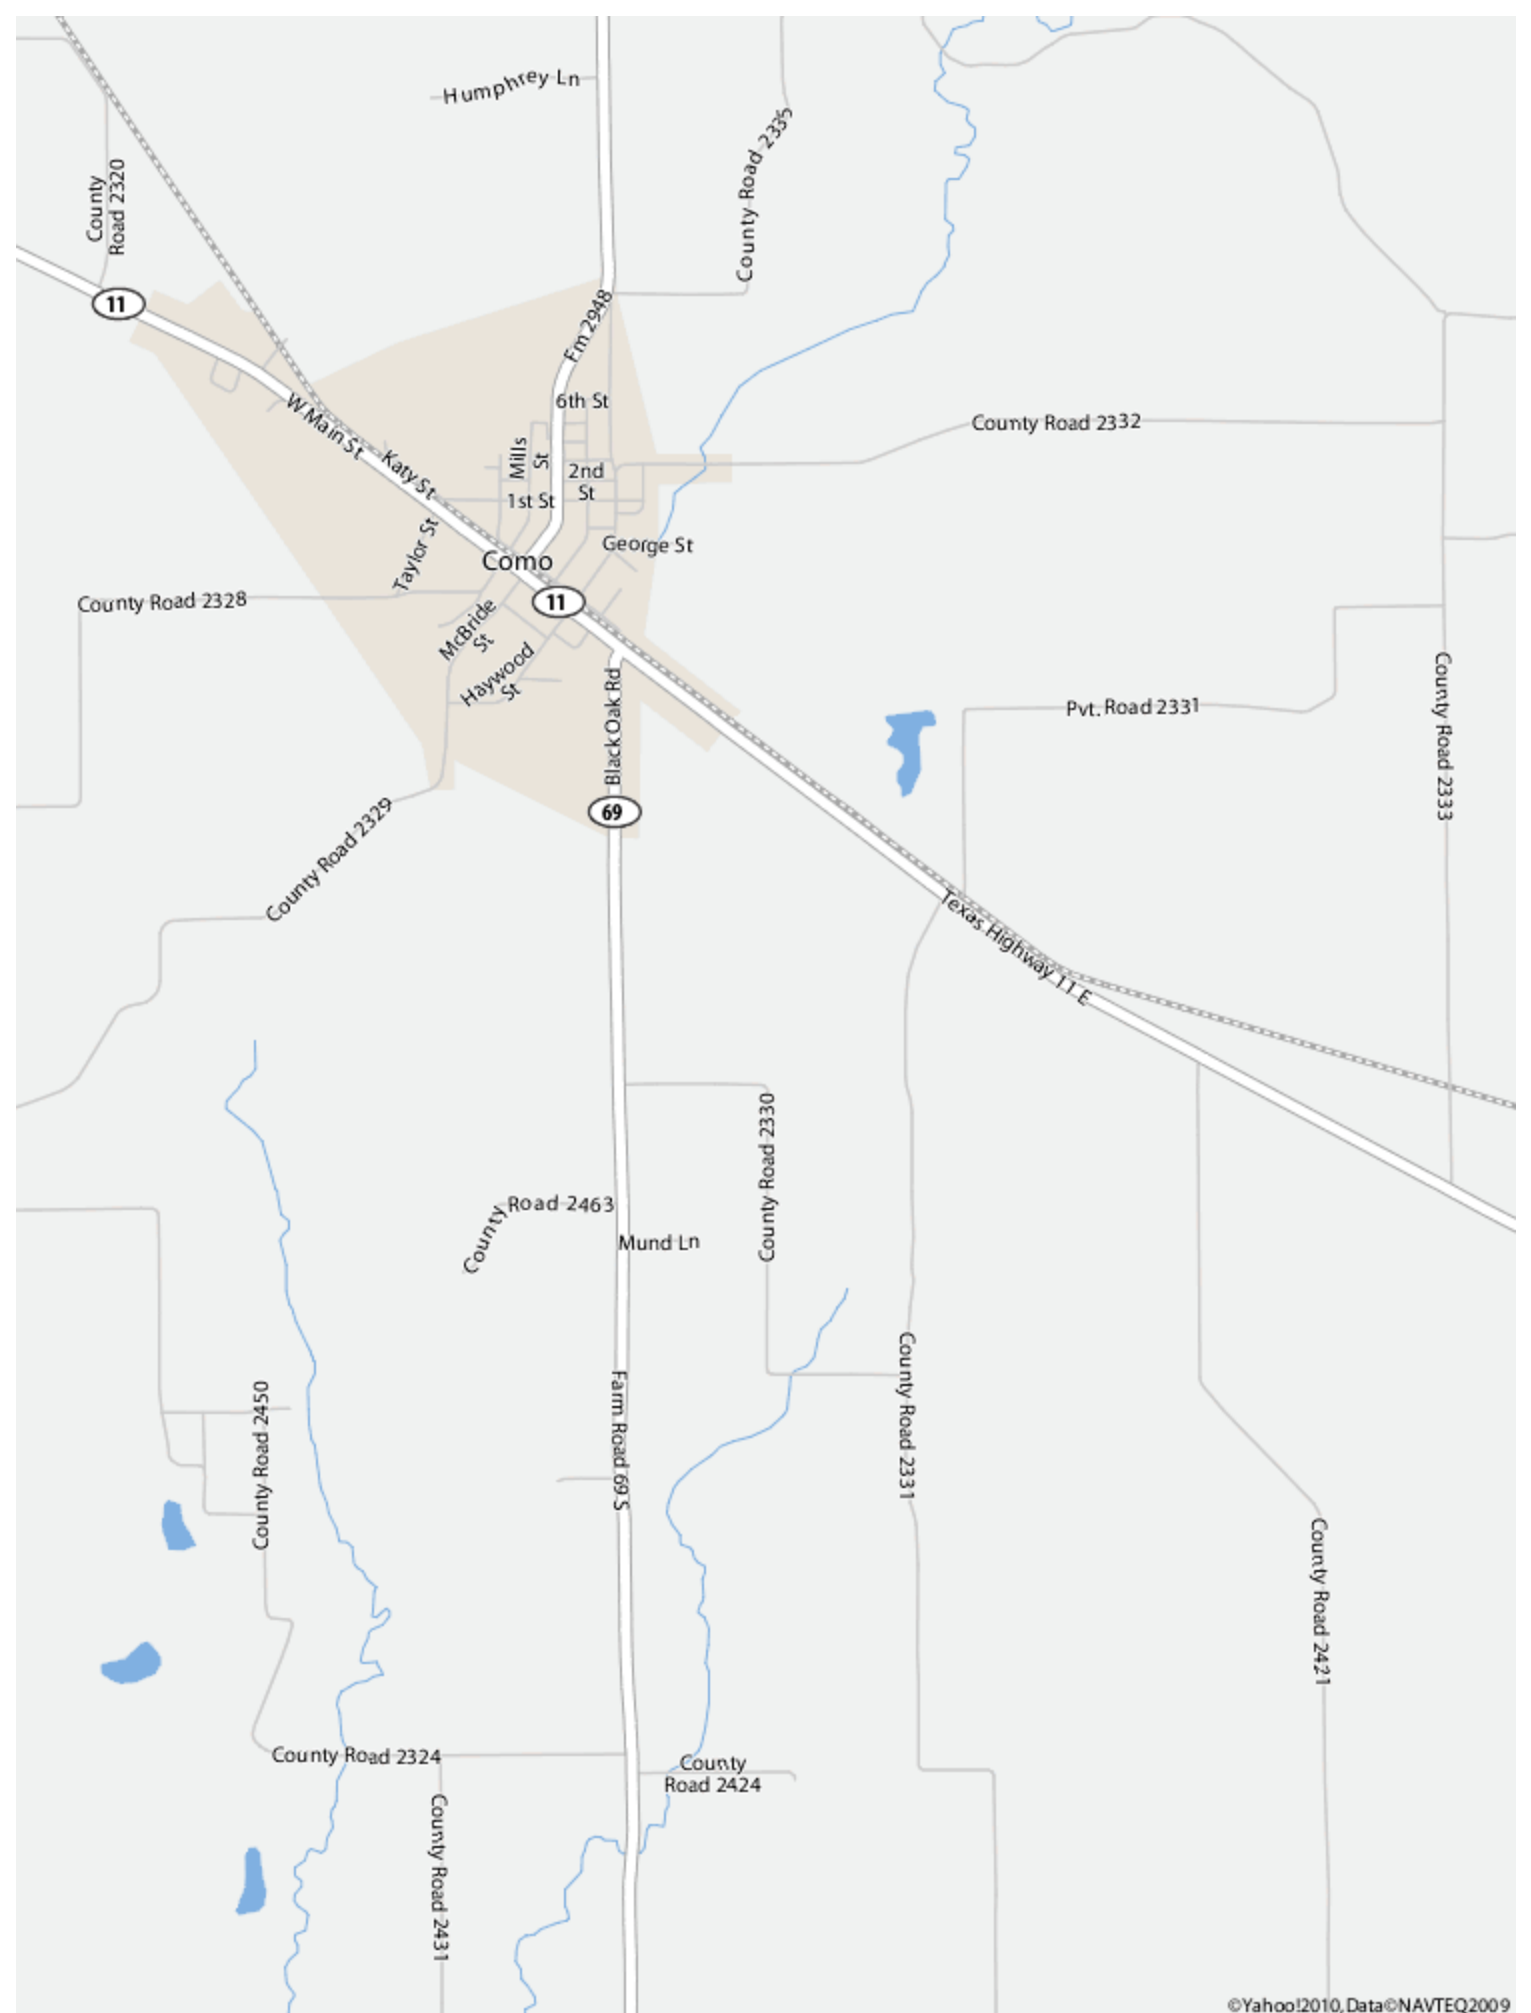 Humphrey Ln
County Road 2335
County
Road 2320
11
Fm 2948
6th St
W Main St
County Road 2332
Mills
St
Katy St
2nd
St
1st St
Taylor St
George St
Como
County Road 2328
11
McBride
St
Haywood
St
Black Oak Rd
County Road 2333
Pvt. Road 2331
69
County Road 2329
Texas Highway 11 E
County Road 2330
County Road 2463
Mund Ln
County Road 2331
Farm Road 69 S
County Road 2450
County Road 2421
County Road 2324
County
Road 2424
County Road 2431
©Yahoo!2010,Data©NAVTEQ2009